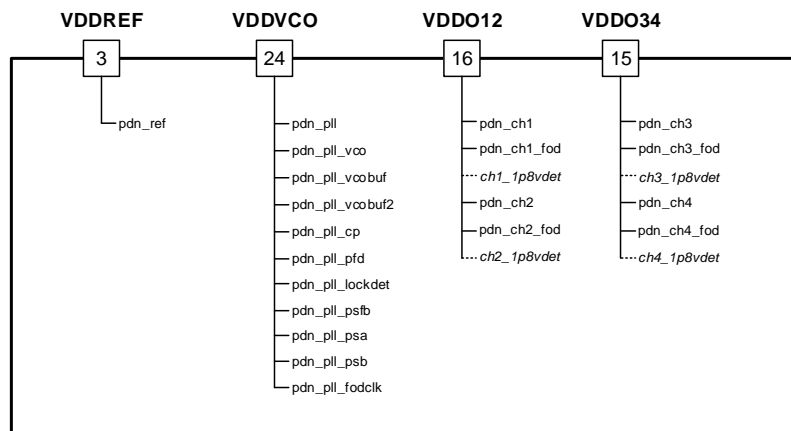 VDDREF VDDVCO VDDO12 VDDO34
3 24 16 15
pdn_ref pdn_pll pdn_ch1 pdn_ch3
pdn_pll_vco pdn_ch1_fod pdn_ch3_fod
pdn_pll_vcobuf ch1_1p8vdet ch3_1p8vdet
pdn_pll_vcobuf2 pdn_ch2 pdn_ch4
pdn_pll_cp pdn_ch2_fod pdn_ch4_fod
pdn_pll_pfd ch2_1p8vdet ch4_1p8vdet
pdn_pll_lockdet
pdn_pll_psfb
pdn_pll_psa
pdn_pll_psb
pdn_pll_fodclk